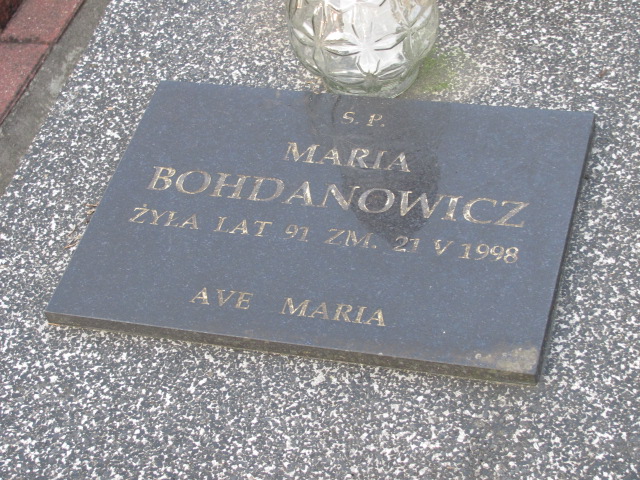 Ś.P.
MARIA
BOHDANOWICZ
ŻYŁA LAT 91 ZM. 21 V 1998
AVE MARIA